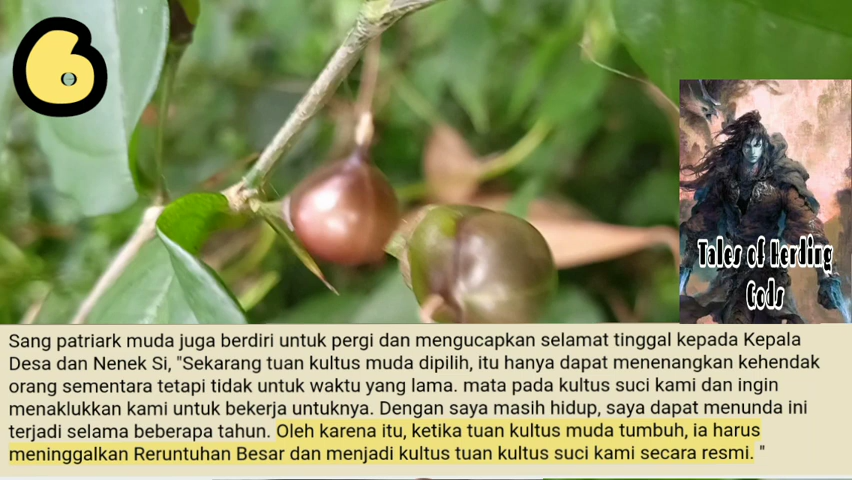 6
Tales of Herding
Gods
Sang patriark muda juga berdiri untuk pergi dan mengucapkan selamat tinggal kepada Kepala
Desa dan Nenek Si, "Sekarang tuan kultus muda dipilih, itu hanya dapat menenangkan kehendak
orang sementara tetapi tidak untuk waktu yang lama. mata pada kultus suci kami dan ingin
menaklukkan kami untuk bekerja untuknya. Dengan saya masih hidup, saya dapat menunda ini
terjadi selama beberapa tahun. Oleh karena itu, ketika tuan kultus muda tumbuh, ia harus
meninggalkan Reruntuhan Besar dan menjadi kultus tuan kultus suci kami secara resmi. "